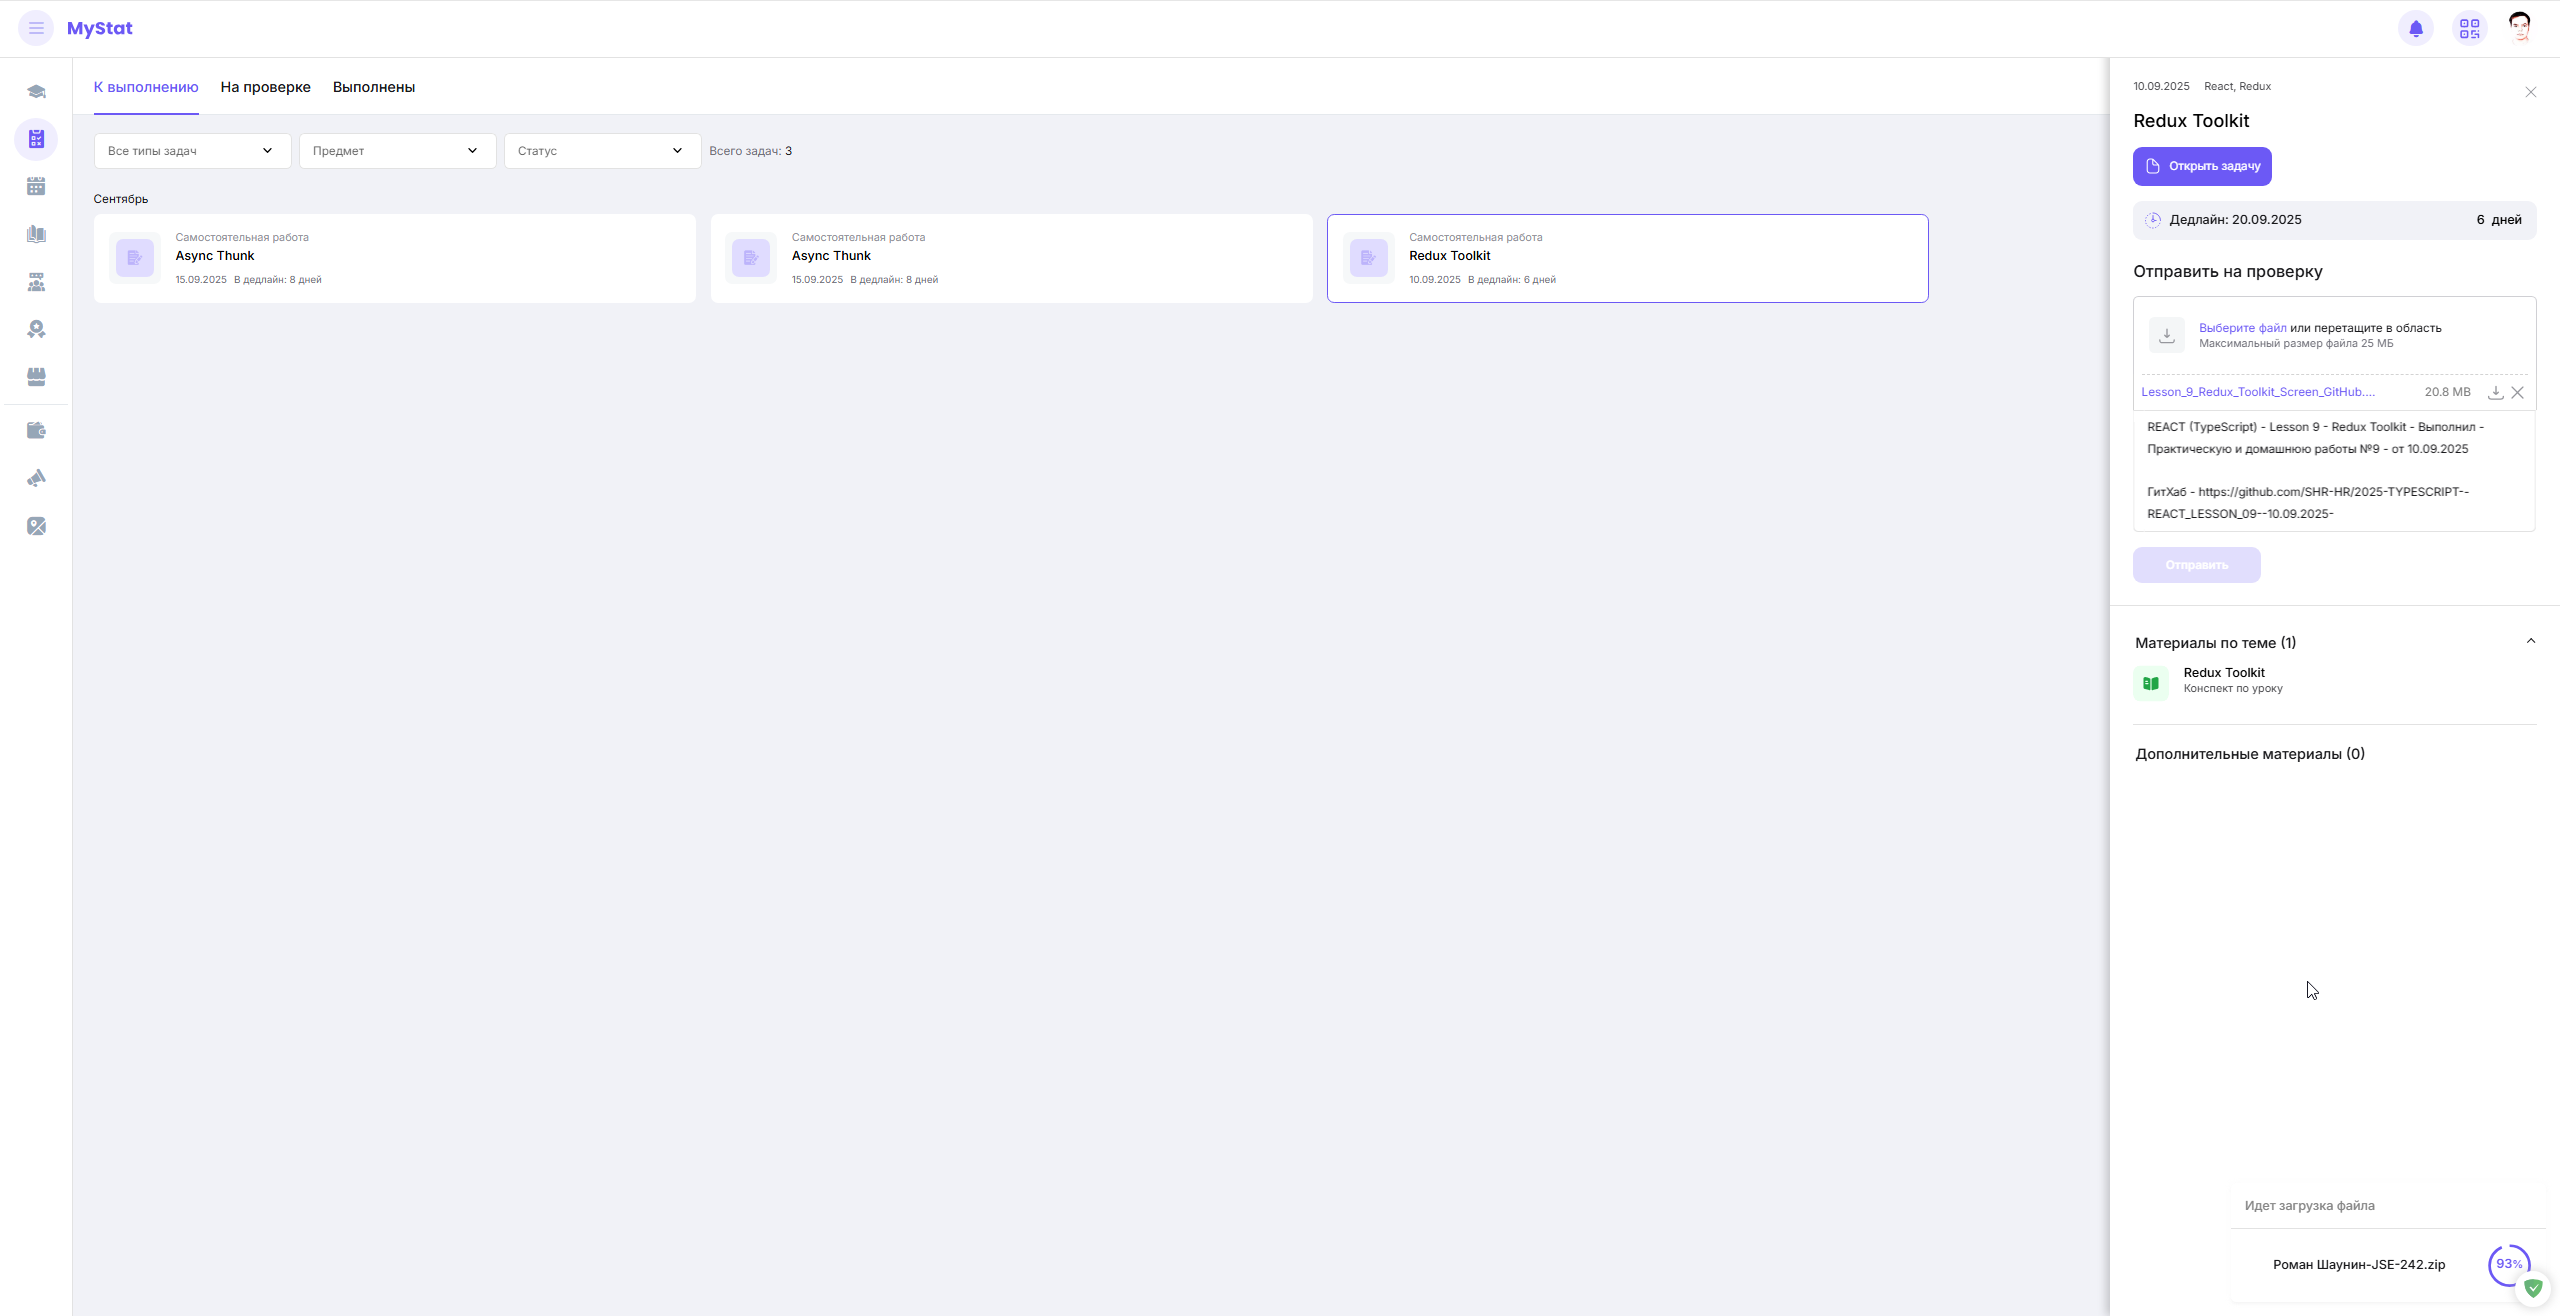 MyStat
К выполнению
На проверке
Выполнены
Все типы задач
Предмет
Статус
Всего задач: 3
Сентябрь
Самостоятельная работа
Async Thunk
15.09.2025 В дедлайн: 8 дней
Самостоятельная работа
Async Thunk
15.09.2025 В дедлайн: 8 дней
Самостоятельная работа
Redux Toolkit
10.09.2025 В дедлайн: 6 дней
10.09.2025 React, Redux
Redux Toolkit
Открыть задачу
Дедлайн: 20.09.2025 6 дней
Отправить на проверку
Выберите файл или перетащите в область
Максимальный размер файла 25 МБ
Lesson_9_Redux_Toolkit_Screen_GitHub.... 20.8 MB
REACT (TypeScript) - Lesson 9 - Redux Toolkit - Выполнил -
Практическую и домашнюю работы №9 - от 10.09.2025
ГитХаб - https://github.com/SHR-HR/2025-TYPESCRIPT--
REACT_LESSON_09--10.09.2025-
Отправить
Материалы по теме (1)
Redux Toolkit
Конспект по уроку
Дополнительные материалы (0)
Идет загрузка файла
Роман Шаунин-JSE-242.zip 93%